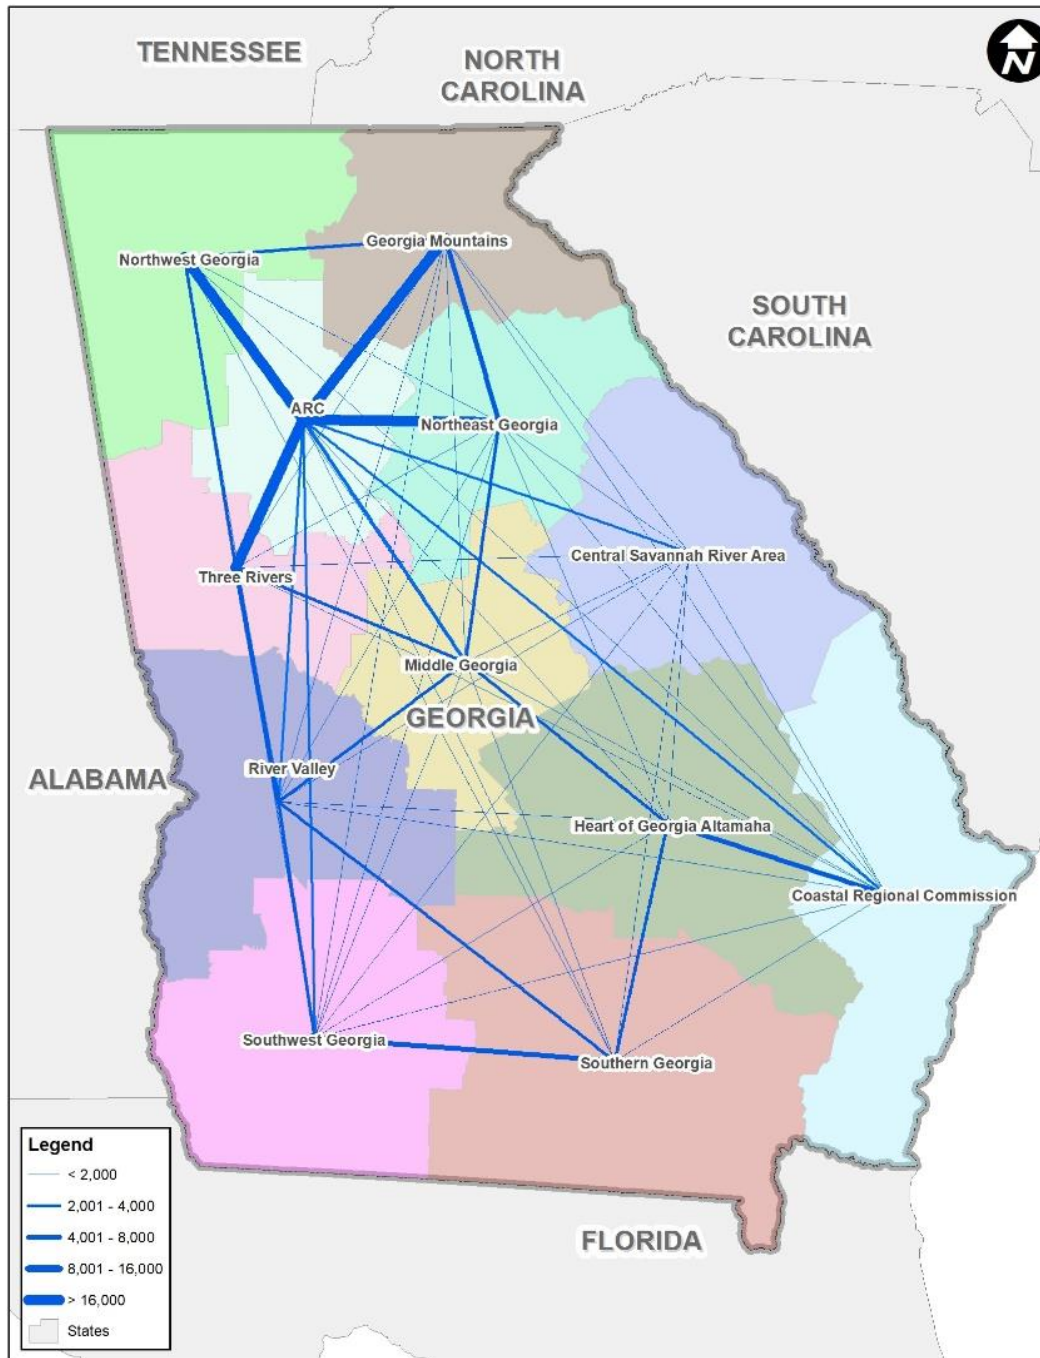 TENNESSEE
NORTH
CAROLINA
N
Georgia Mountains
Northwest Georgia
SOUTH
CAROLINA
ARC
Northeast Georgia
Central Savannah River Area
Three Rivers
Middle Georgia
GEORGIA
ALABAMA
River Valley
Heart of Georgia Altamaha
Coastal Regional Commission
Southwest Georgia
Southern Georgia
Legend
< 2,000
2,001 - 4,000
4,001 - 8,000
8,001 - 16,000
> 16,000
States
FLORIDA